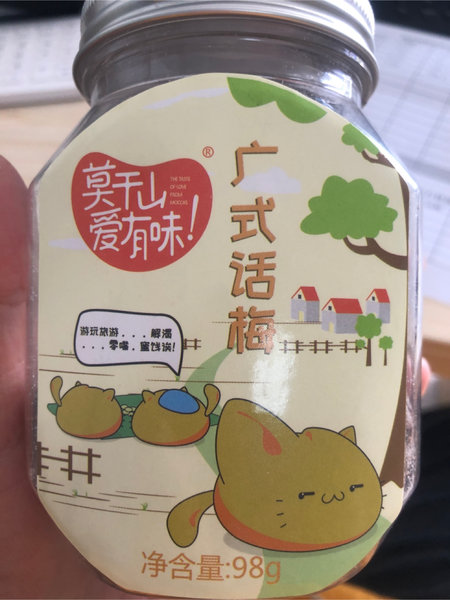 莫干山
爱有味!
®
THE TASTE
OF LOVE
FROM
MOGAN
广式话梅
游玩旅游...解渴
...零嘴.蜜饯淡!
净含量:98g